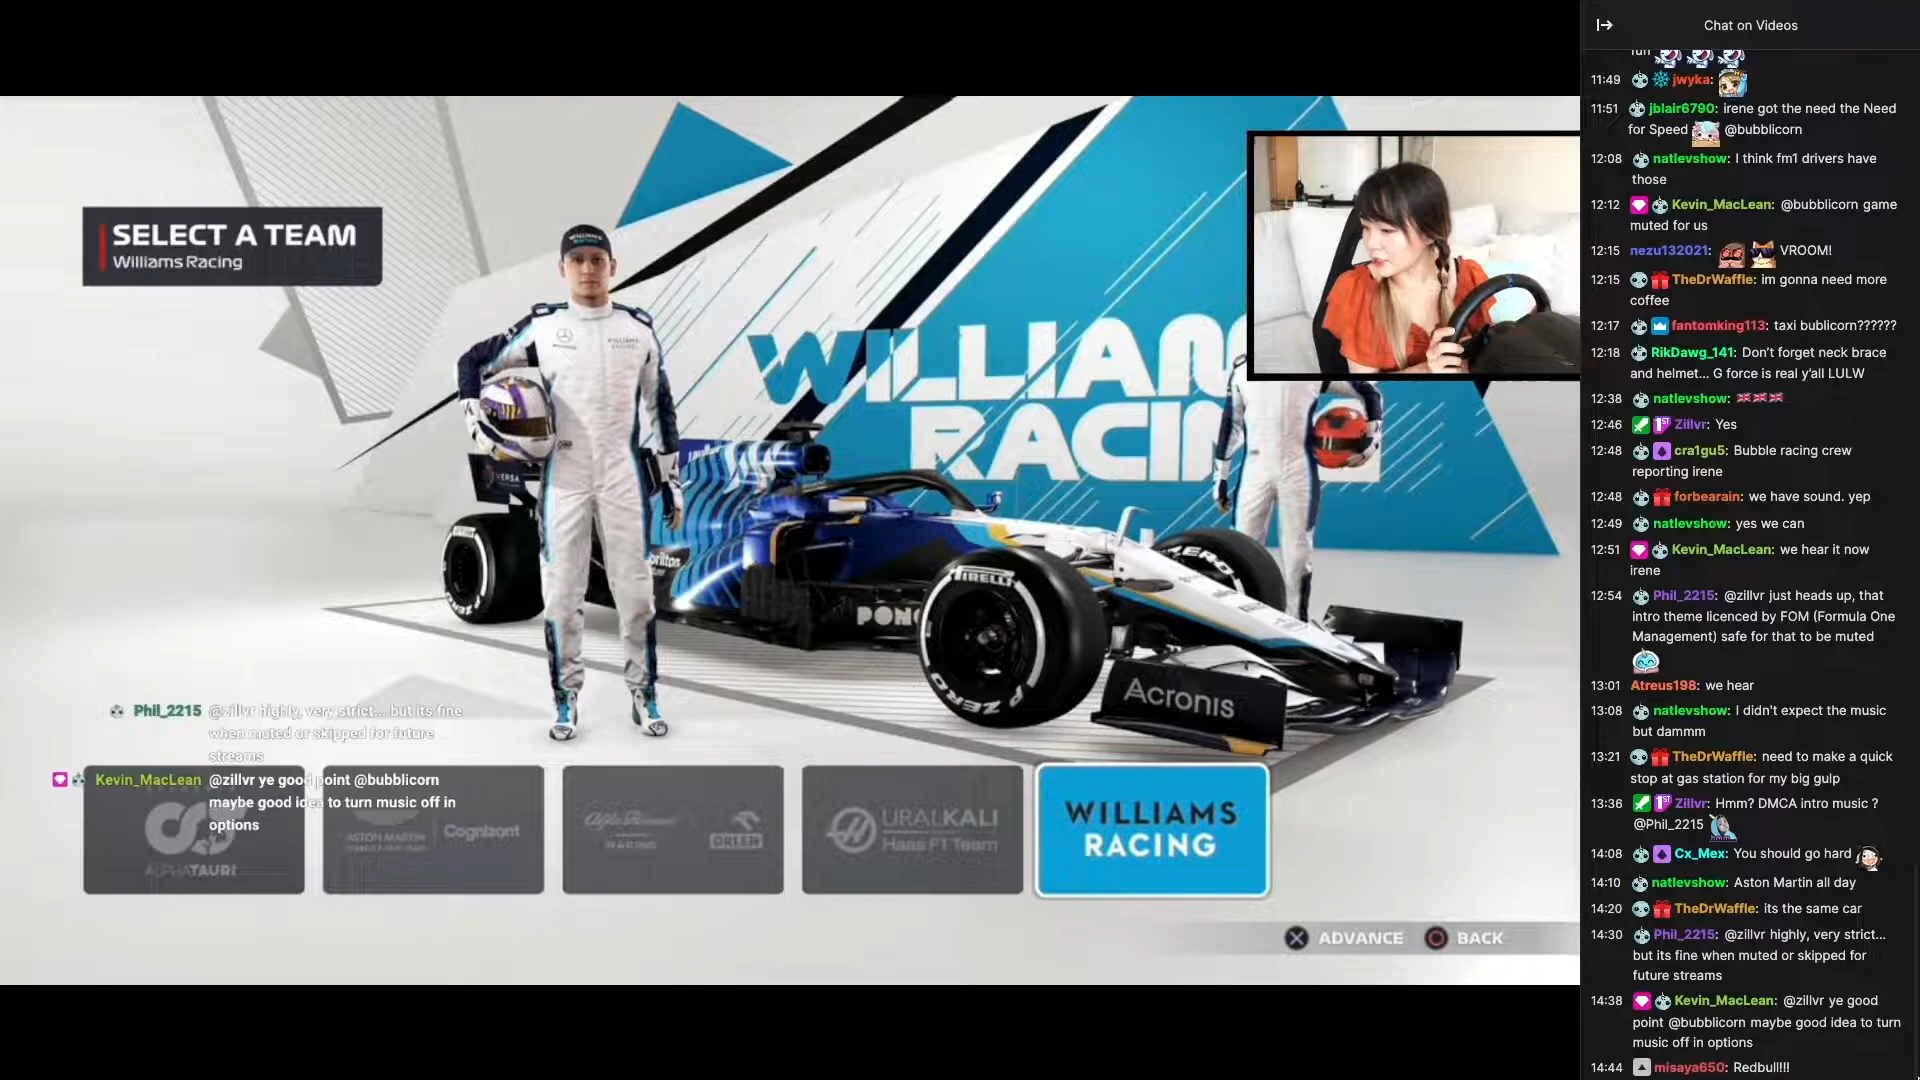 SELECT A TEAM
Williams Racing
WILLIAMS
RACING
WILLIAMS
RACING
VERSA
PIRELLI
P ZERO
ZERO
Acronis
Phil_2215 @zillvr highly, very strict... but its fine
when muted or skipped for future
streams
Kevin_MacLean @zillvr ye good point @bubblicorn
maybe good idea to turn music off in
options
ALPHATAURI
ASTON MARTIN
Cognizant
Alfa Romeo
RACING
ORLEN
URALKALI
Haas F1 Team
WILLIAMS
RACING
ADVANCE
BACK
Chat on Videos
run
11:49 jwyka:
11:51 jblair6790: irene got the need the Need
for Speed @bubblicorn
12:08 natlevshow: I think fm1 drivers have
those
12:12 Kevin_MacLean: @bubblicorn game
muted for us
12:15 nezu132021: VROOM!
12:15 TheDrWaffle: im gonna need more
coffee
12:17 fantomking113: taxi bublicorn??????
12:18 RikDawg_141: Don’t forget neck brace
and helmet... G force is real y’all LULW
12:38 natlevshow: 🇬🇧🇬🇧🇬🇧
12:46 1ST Zillvr: Yes
12:48 cra1gu5: Bubble racing crew
reporting irene
12:48 forbearain: we have sound. yep
12:49 natlevshow: yes we can
12:51 Kevin_MacLean: we hear it now
irene
12:54 Phil_2215: @zillvr just heads up, that
intro theme licenced by FOM (Formula One
Management) safe for that to be muted
13:01 Atreus198: we hear
13:08 natlevshow: I didn't expect the music
but dammm
13:21 TheDrWaffle: need to make a quick
stop at gas station for my big gulp
13:36 1ST Zillvr: Hmm? DMCA intro music ?
@Phil_2215
14:08 Cx_Mex: You should go hard
14:10 natlevshow: Aston Martin all day
14:20 TheDrWaffle: its the same car
14:30 Phil_2215: @zillvr highly, very strict...
but its fine when muted or skipped for
future streams
14:38 Kevin_MacLean: @zillvr ye good
point @bubblicorn maybe good idea to turn
music off in options
14:44 misaya650: Redbull!!!